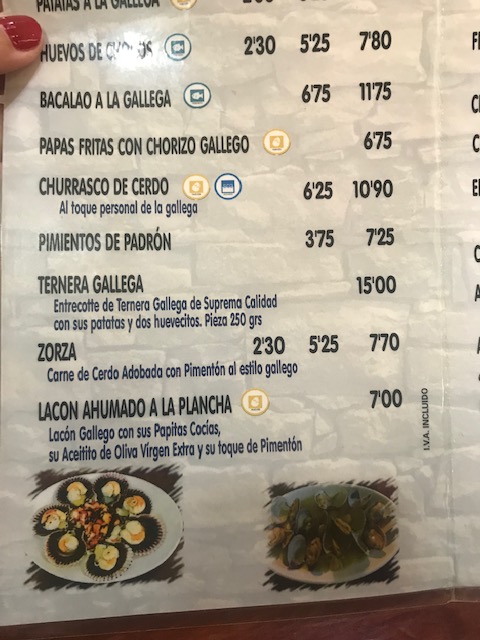 PATATAS A LA GALLEGA
HUEVOS DE 2'30 5'25 7'80
BACALAO A LA GALLEGA 6'75 11'75
PAPAS FRITAS CON CHORIZO GALLEGO 6'75
CHURRASCO DE CERDO 6'25 10'90
Al toque personal de la gallega
PIMIENTOS DE PADRÓN 3'75 7'25
TERNERA GALLEGA 15'00
Entrecotte de Ternera Gallega de Suprema Calidad
con sus patatas y dos huevecitos. Pieza 250 grs
ZORZA 2'30 5'25 7'70
Carne de Cerdo Adobada con Pimentón al estilo gallego
LACON AHUMADO A LA PLANCHA 7'00
Lacón Gallego con sus Papitas Cocías,
su Aceitito de Oliva Virgen Extra y su toque de Pimentón
I.V.A. INCLUIDO